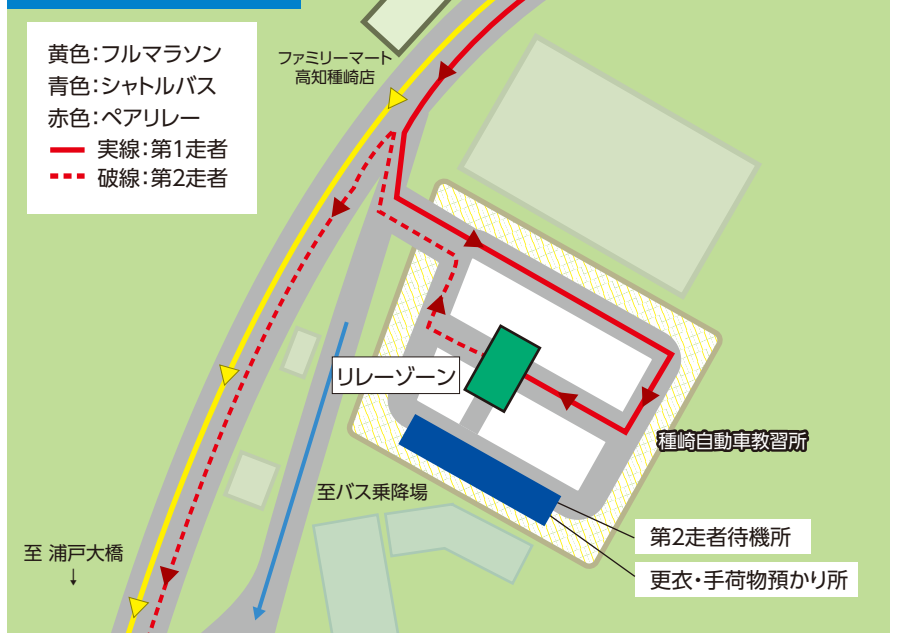 黄色：フルマラソン
青色：シャトルバス
赤色：ペアリレー
実線：第1走者
破線：第2走者
ファミリーマート
高知種崎店
リレーゾーン
種崎自動車教習所
至バス乗降場
第2走者待機所
至 浦戸大橋
↓
更衣・手荷物預かり所